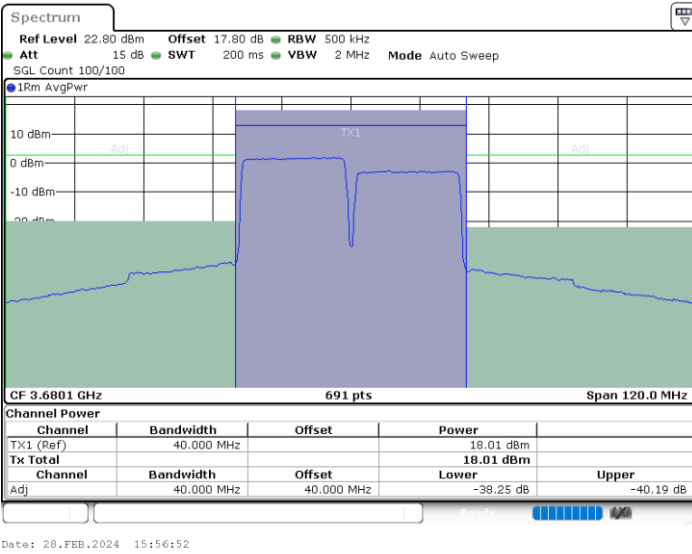 Spectrum
Ref Level 22.80 dBm Offset 17.80 dB RBW 500 kHz
Att 15 dB SWT 200 ms VBW 2 MHz Mode Auto Sweep
SGL Count 100/100
1Rm AvgPwr
TX1
Adj Adj
10 dBm
0 dBm
-10 dBm
-20 dBm
CF 3.6801 GHz 691 pts Span 120.0 MHz
Channel Power
Channel Bandwidth Offset Power
TX1 (Ref) 40.000 MHz 18.01 dBm
Tx Total 18.01 dBm
Channel Bandwidth Offset Lower Upper
Adj 40.000 MHz 40.000 MHz -38.25 dB -40.19 dB
Ready
Date: 28.FEB.2024 15:56:52